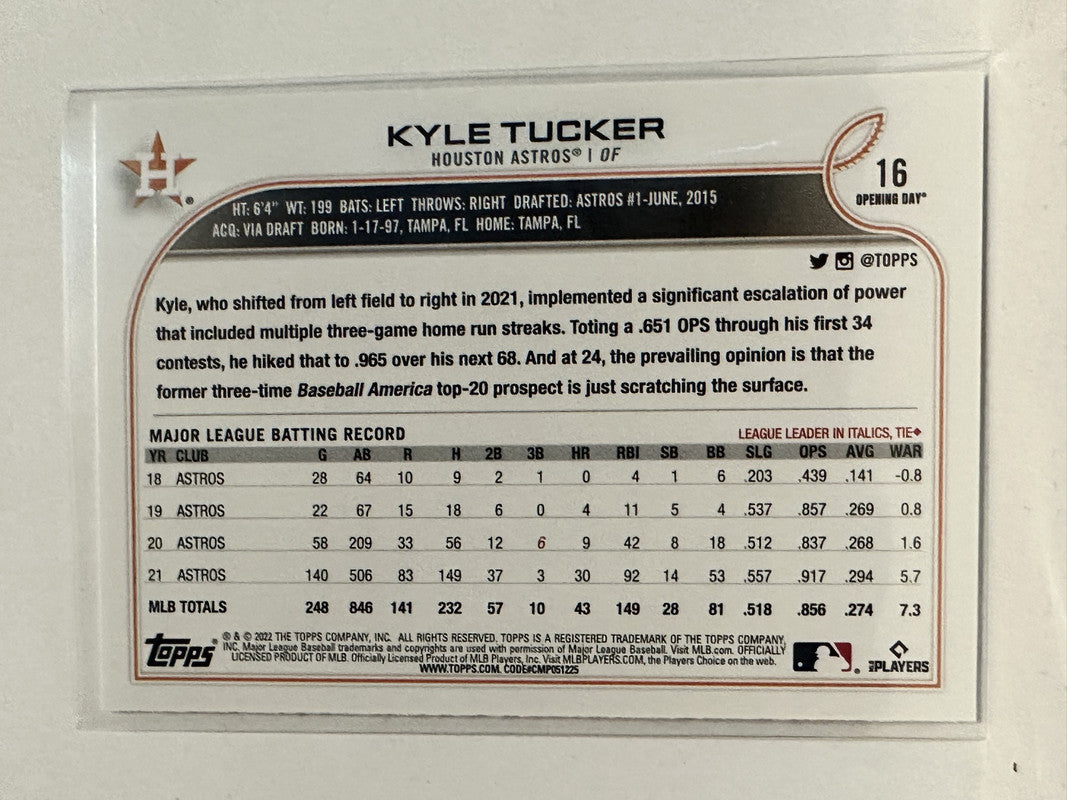 KYLE TUCKER
HOUSTON ASTROS® | OF
H
16
OPENING DAY®
HT: 6'4" WT: 199 BATS: LEFT THROWS: RIGHT DRAFTED: ASTROS #1-JUNE, 2015
ACQ: VIA DRAFT BORN: 1-17-97, TAMPA, FL HOME: TAMPA, FL
@TOPPS
Kyle, who shifted from left field to right in 2021, implemented a significant escalation of power
that included multiple three-game home run streaks. Toting a .651 OPS through his first 34
contests, he hiked that to .965 over his next 68. And at 24, the prevailing opinion is that the
former three-time Baseball America top-20 prospect is just scratching the surface.
MAJOR LEAGUE BATTING RECORD LEAGUE LEADER IN ITALICS, TIE◆
YR CLUB G AB R H 2B 3B HR RBI SB BB SLG OPS AVG WAR
18 ASTROS 28 64 10 9 2 1 0 4 1 6 .203 .439 .141 -0.8
19 ASTROS 22 67 15 18 6 0 4 11 5 4 .537 .857 .269 0.8
20 ASTROS 58 209 33 56 12 6 9 42 8 18 .512 .837 .268 1.6
21 ASTROS 140 506 83 149 37 3 30 92 14 53 .557 .917 .294 5.7
MLB TOTALS 248 846 141 232 57 10 43 149 28 81 .518 .856 .274 7.3
Topps®
® & © 2022 THE TOPPS COMPANY, INC. ALL RIGHTS RESERVED. TOPPS IS A REGISTERED TRADEMARK OF THE TOPPS COMPANY,
INC. Major League Baseball trademarks and copyrights are used with permission of Major League Baseball. Visit MLB.com. OFFICIALLY
LICENSED PRODUCT OF MLB. Officially Licensed Product of MLB Players, Inc. Visit MLBPLAYERS.COM, the Players Choice on the web.
WWW.TOPPS.COM. CODE#CMP051225
MLB PLAYERS